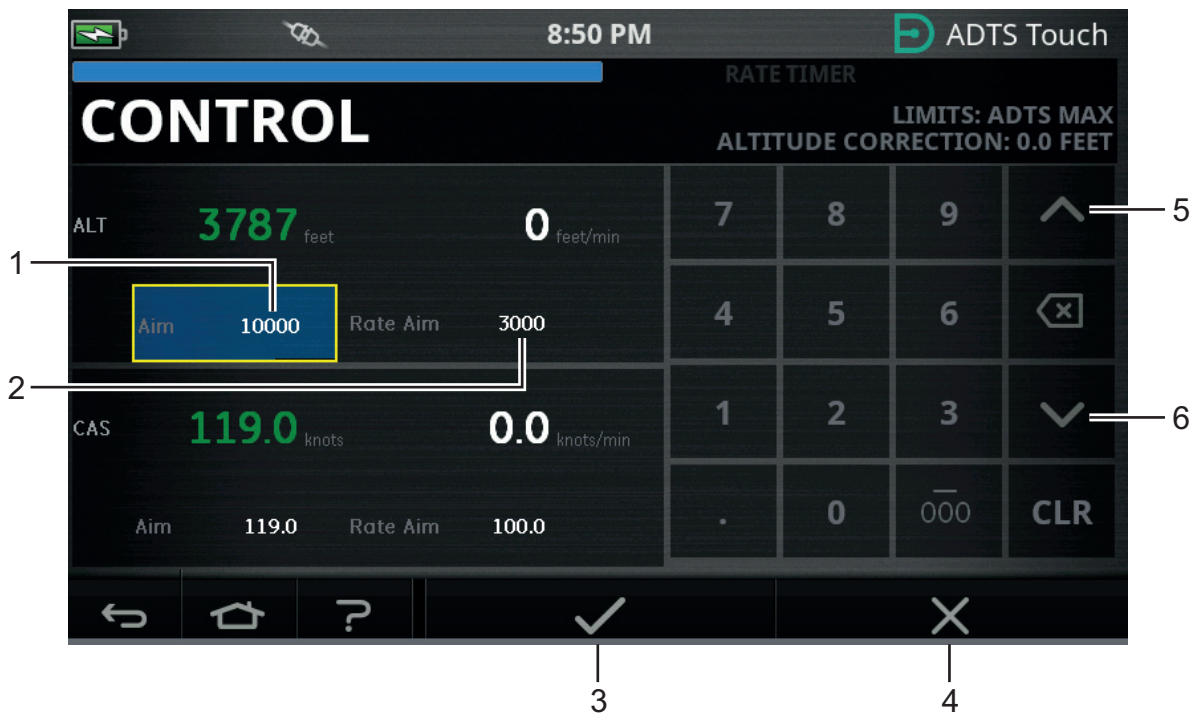 8:50 PM ADTS Touch
RATE TIMER
CONTROL
LIMITS: ADTS MAX
ALTITUDE CORRECTION: 0.0 FEET
ALT 3787 feet 0 feet/min
Aim 10000 Rate Aim 3000
CAS 119.0 knots 0.0 knots/min
Aim 119.0 Rate Aim 100.0
7 8 9
4 5 6
1 2 3
. 0 000 CLR
1
2
3
4
5
6